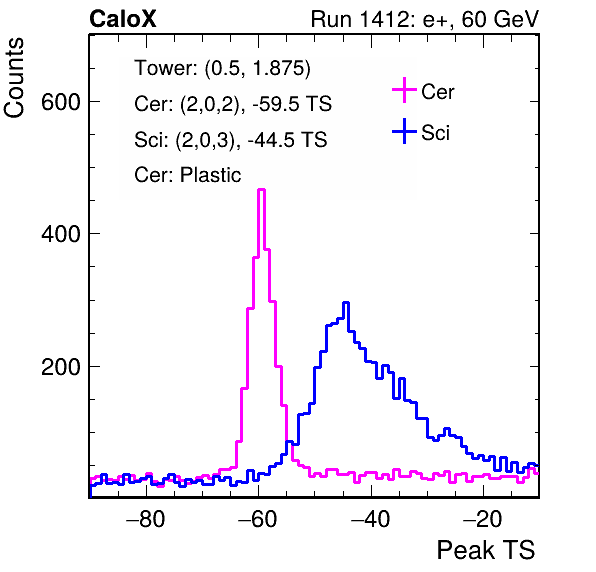 CaloX Run 1412: e+, 60 GeV
Counts
Tower: (0.5, 1.875)
Cer: (2,0,2), -59.5 TS
Sci: (2,0,3), -44.5 TS
Cer: Plastic
Cer
Sci
600
400
200
−80 −60 −40 −20
Peak TS